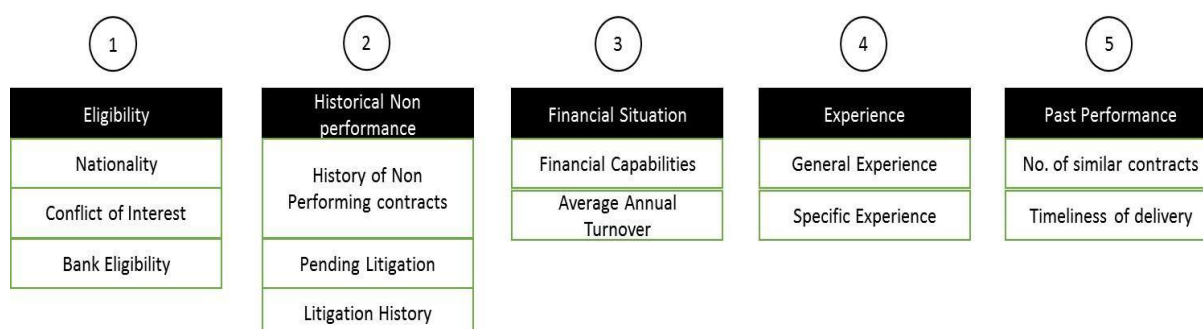 1
2
3
4
5
Eligibility
Nationality
Conflict of Interest
Bank Eligibility
Historical Non
performance
History of Non
Performing contracts
Pending Litigation
Litigation History
Financial Situation
Financial Capabilities
Average Annual
Turnover
Experience
General Experience
Specific Experience
Past Performance
No. of similar contracts
Timeliness of delivery